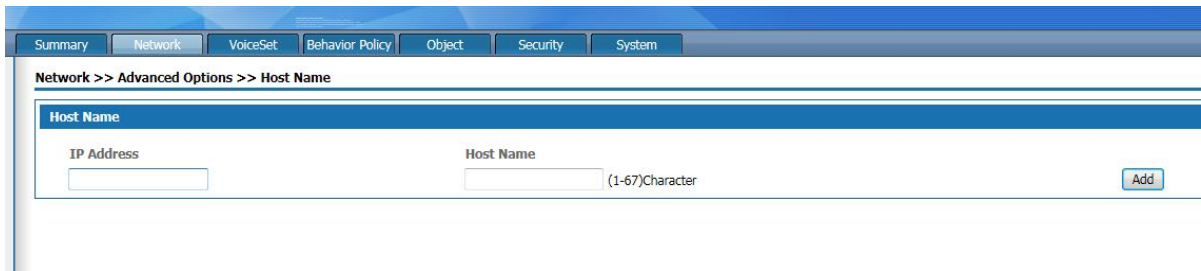 Summary Network VoiceSet Behavior Policy Object Security System
Network >> Advanced Options >> Host Name
Host Name
IP Address Host Name
(1-67)Character Add